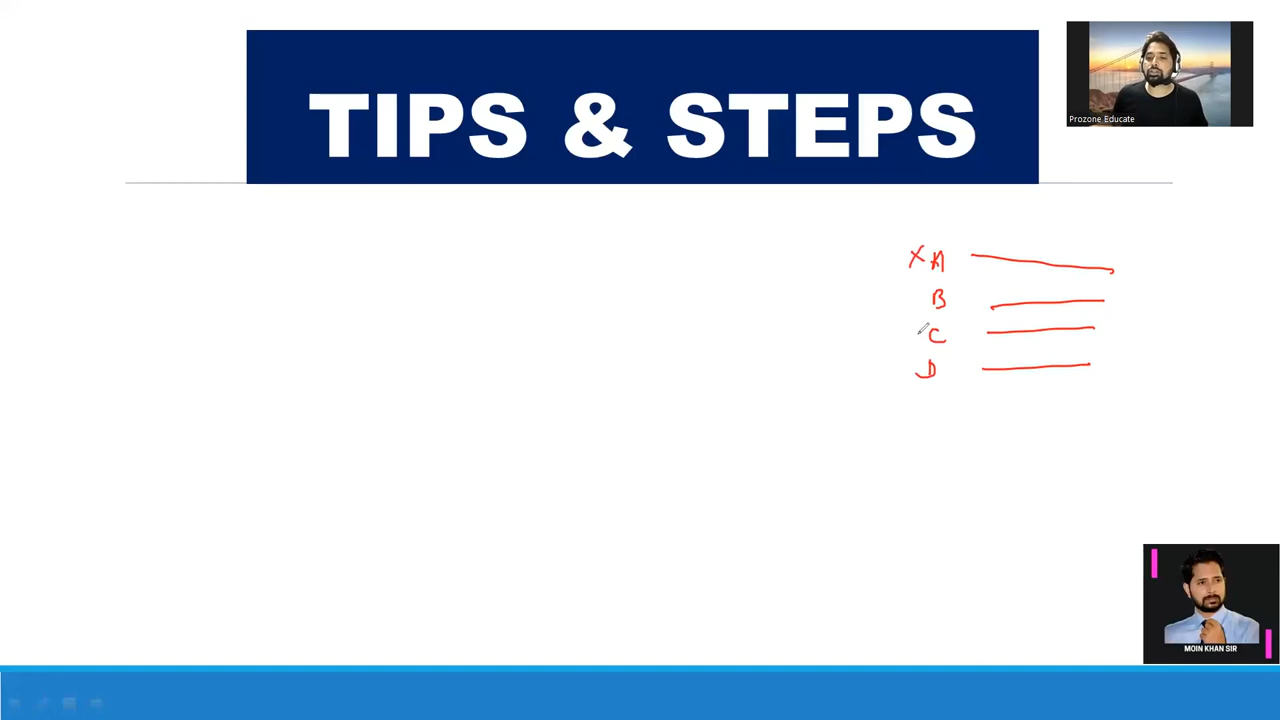 TIPS & STEPS
Prozone Educate
X A
B
C
D
MOIN KHAN SIR